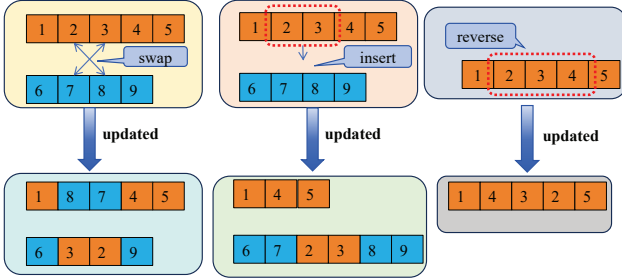 1 2 3 4 5
swap
6 7 8 9
updated
1 8 7 4 5
6 3 2 9
1 2 3 4 5
insert
6 7 8 9
updated
1 4 5
6 7 2 3 8 9
reverse
1 2 3 4 5
updated
1 4 3 2 5